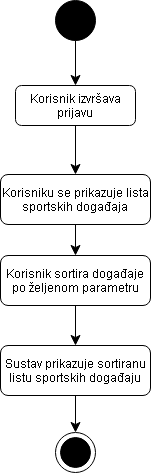 Korisnik izvršava
prijavu
Korisniku se prikazuje lista
sportskih događaja
Korisnik sortira događaje
po željenom parametru
Sustav prikazuje sortiranu
listu sportskih događaju